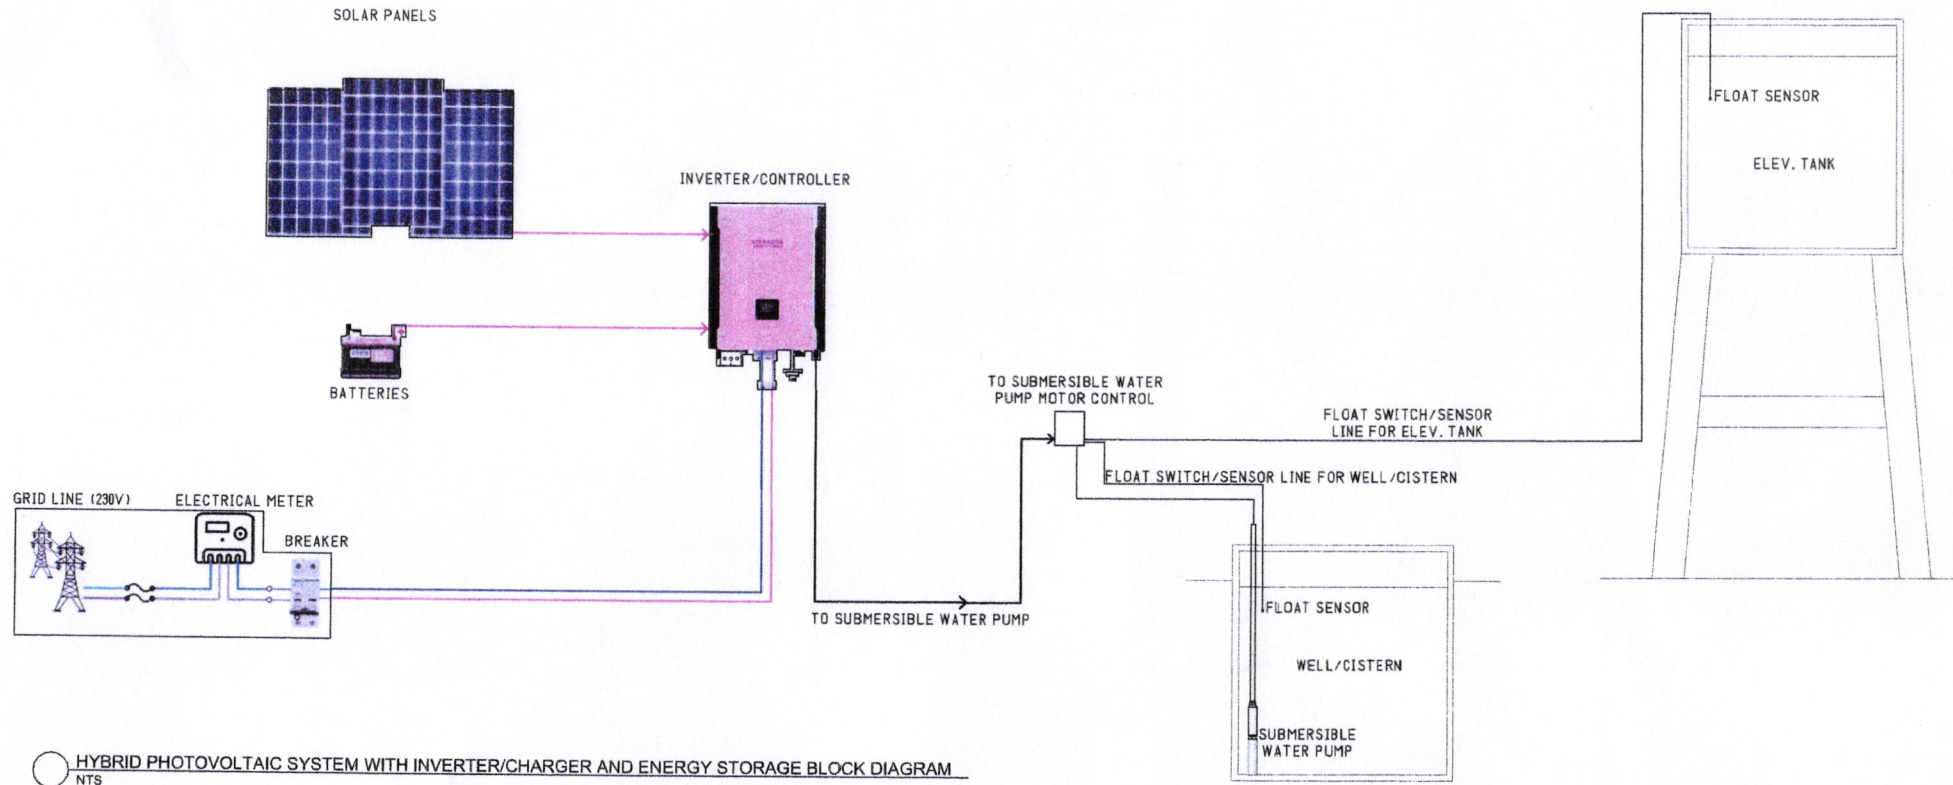 SOLAR PANELS
FLOAT SENSOR
ELEV. TANK
INVERTER/CONTROLLER
BATTERIES
TO SUBMERSIBLE WATER
PUMP MOTOR CONTROL
FLOAT SWITCH/SENSOR
LINE FOR ELEV. TANK
FLOAT SWITCH/SENSOR LINE FOR WELL/CISTERN
GRID LINE (230V)
ELECTRICAL METER
BREAKER
TO SUBMERSIBLE WATER PUMP
FLOAT SENSOR
WELL/CISTERN
SUBMERSIBLE
WATER PUMP
HYBRID PHOTOVOLTAIC SYSTEM WITH INVERTER/CHARGER AND ENERGY STORAGE BLOCK DIAGRAM
NTS